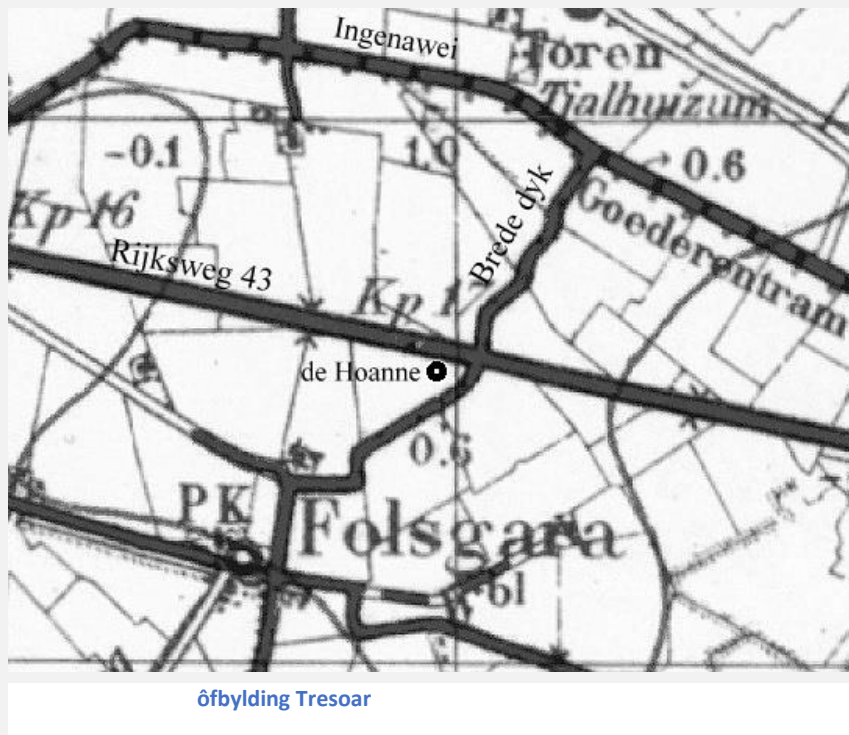 Ingenawei
Toren
Tjalhuizum
-0.1
1.0
0.6
Brede dyk
Goederentram
Kp 16
Rijksweg 43
Kp 1
de Hoanne
0.6
PK
Folsgara
bl
ôfbylding Tresoar